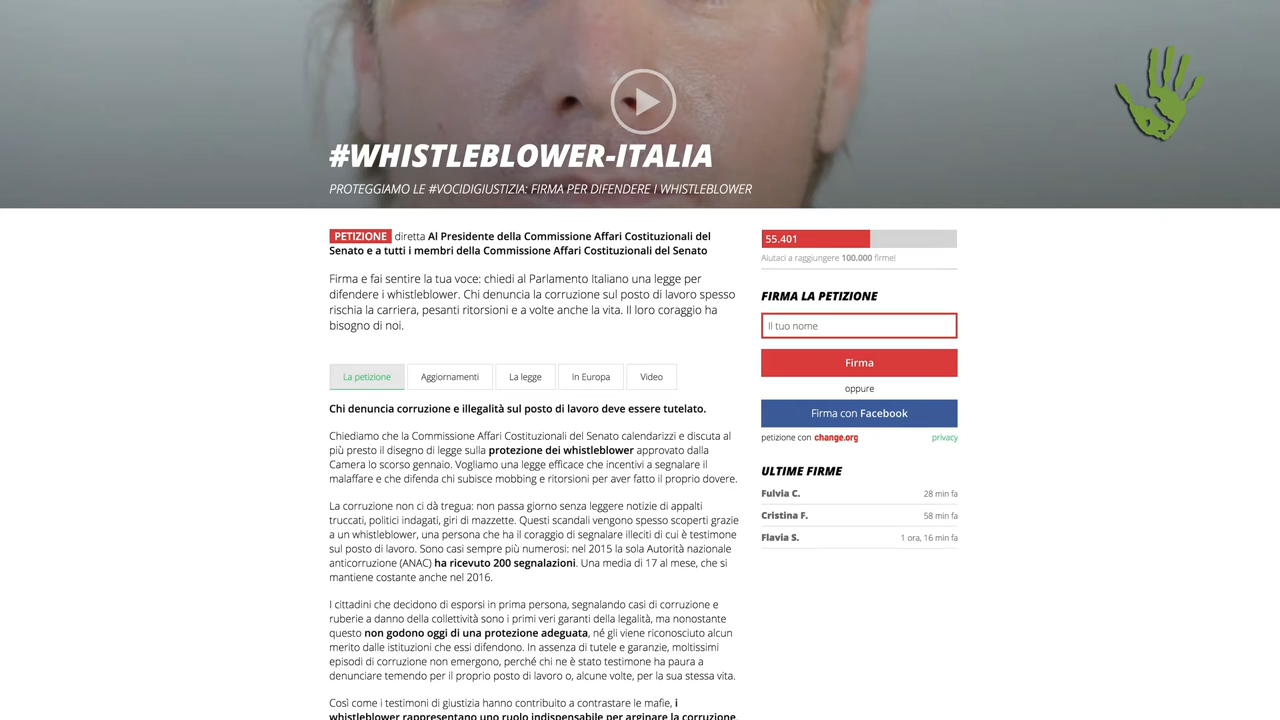 #WHISTLEBLOWER-ITALIA
PROTEGGIAMO LE #VOCIDIGIUSTIZIA: FIRMA PER DIFENDERE I WHISTLEBLOWER
PETIZIONE diretta Al Presidente della Commissione Affari Costituzionali del
Senato e a tutti i membri della Commissione Affari Costituzionali del Senato
Firma e fai sentire la tua voce: chiedi al Parlamento Italiano una legge per
difendere i whistleblower. Chi denuncia la corruzione sul posto di lavoro spesso
rischia la carriera, pesanti ritorsioni e a volte anche la vita. Il loro coraggio ha
bisogno di noi.
La petizione
Aggiornamenti
La legge
In Europa
Video
Chi denuncia corruzione e illegalità sul posto di lavoro deve essere tutelato.
Chiediamo che la Commissione Affari Costituzionali del Senato calendarizzi e discuta al
più presto il disegno di legge sulla protezione dei whistleblower approvato dalla
Camera lo scorso gennaio. Vogliamo una legge efficace che incentivi a segnalare il
malaffare e che difenda chi subisce mobbing e ritorsioni per aver fatto il proprio dovere.
La corruzione non ci dà tregua: non passa giorno senza leggere notizie di appalti
truccati, politici indagati, giri di mazzette. Questi scandali vengono spesso scoperti grazie
a un whistleblower, una persona che ha il coraggio di segnalare illeciti di cui è testimone
sul posto di lavoro. Sono casi sempre più numerosi: nel 2015 la sola Autorità nazionale
anticorruzione (ANAC) ha ricevuto 200 segnalazioni. Una media di 17 al mese, che si
mantiene costante anche nel 2016.
I cittadini che decidono di esporsi in prima persona, segnalando casi di corruzione e
ruberie a danno della collettività sono i primi veri garanti della legalità, ma nonostante
questo non godono oggi di una protezione adeguata, né gli viene riconosciuto alcun
merito dalle istituzioni che essi difendono. In assenza di tutele e garanzie, moltissimi
episodi di corruzione non emergono, perché chi ne è stato testimone ha paura a
denunciare temendo per il proprio posto di lavoro o, alcune volte, per la sua stessa vita.
Così come i testimoni di giustizia hanno contribuito a contrastare le mafie, i
whistleblower rappresentano uno ruolo indispensabile per arginare la corruzione.
55.401
Aiutaci a raggiungere 100.000 firme!
FIRMA LA PETIZIONE
Il tuo nome
Firma
oppure
Firma con Facebook
petizione con change.org
privacy
ULTIME FIRME
Fulvia C. 28 min fa
Cristina F. 58 min fa
Flavia S. 1 ora, 16 min fa